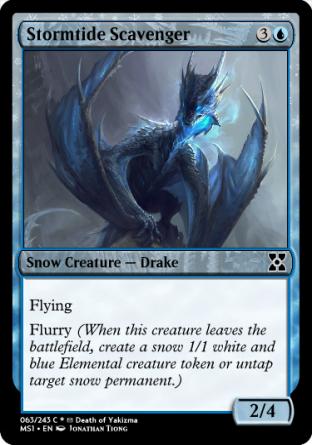 Stormtide Scavenger 3
Snow Creature — Drake
Flying
Flurry (When this creature leaves the
battlefield, create a snow 1/1 white and
blue Elemental creature token or untap
target snow permanent.)
063/243 C * Death of Yakizma
MS1 • EN Jonathan Tiong
2/4